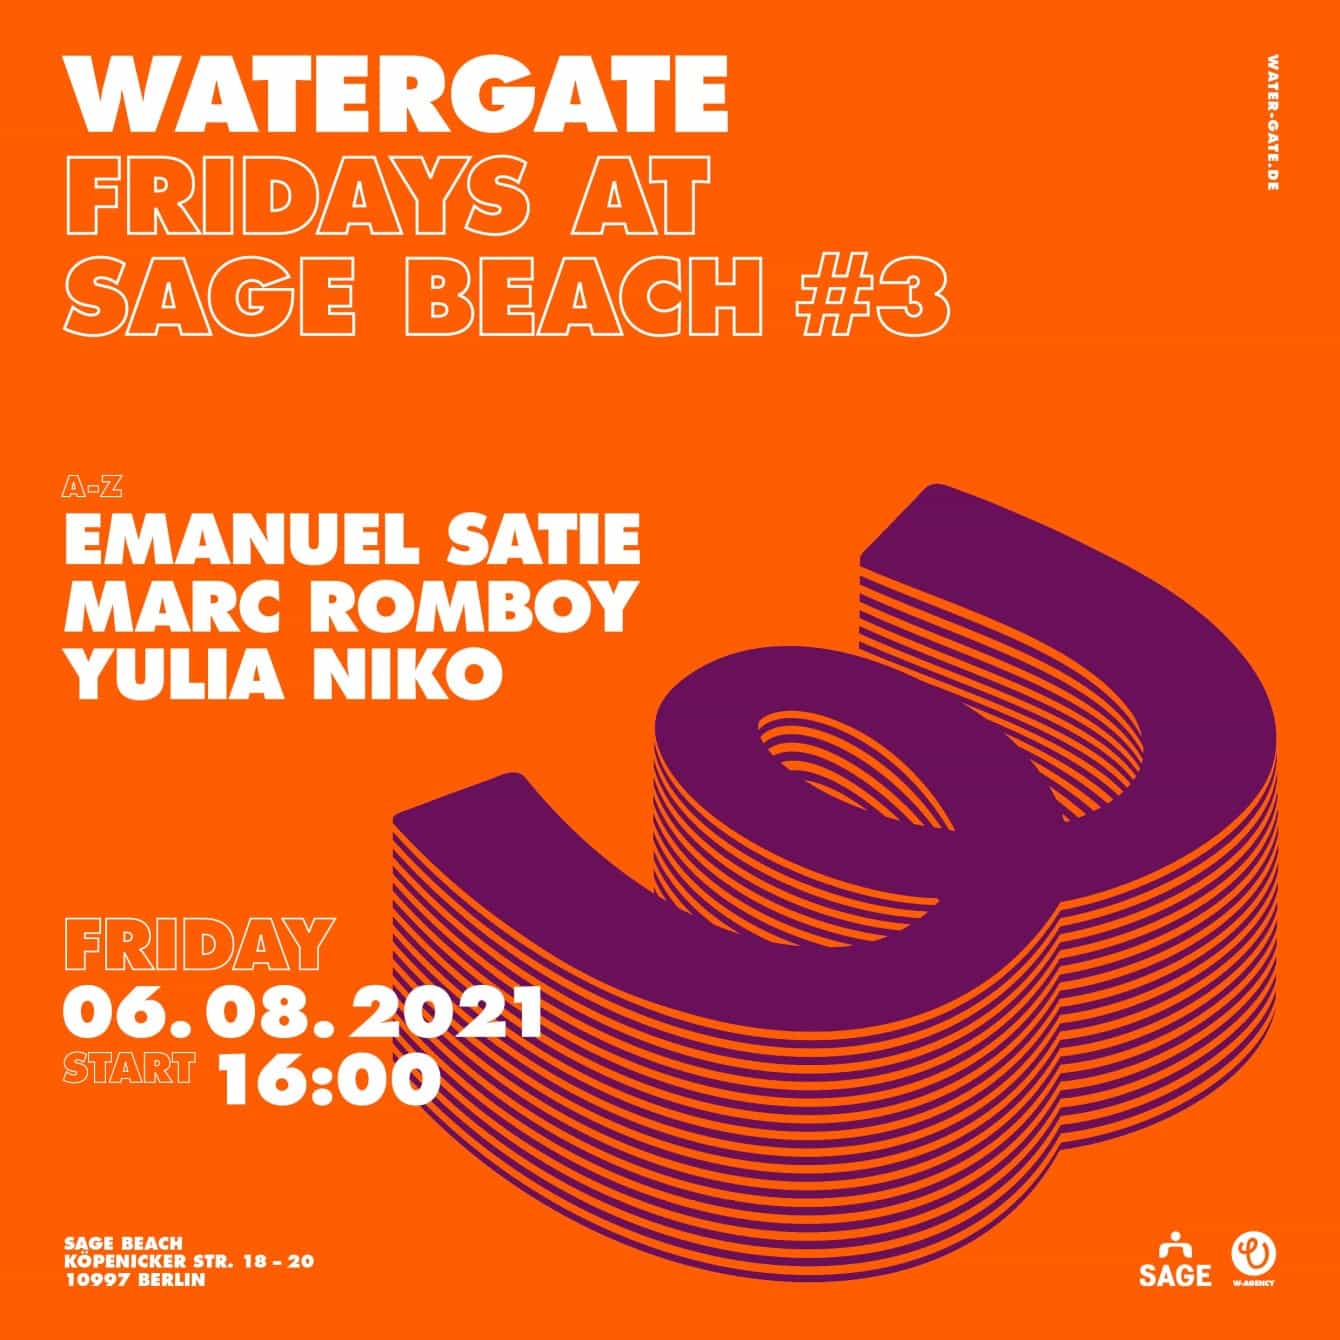 WATERGATE
FRIDAYS AT
SAGE BEACH #3
WATER-GATE.DE
A-Z
EMANUEL SATIE
MARC ROMBOY
YULIA NIKO
FRIDAY
06. 08. 2021
START 16:00
SAGE BEACH
KÖPENICKER STR. 18 – 20
10997 BERLIN
SAGE
W-AGENCY